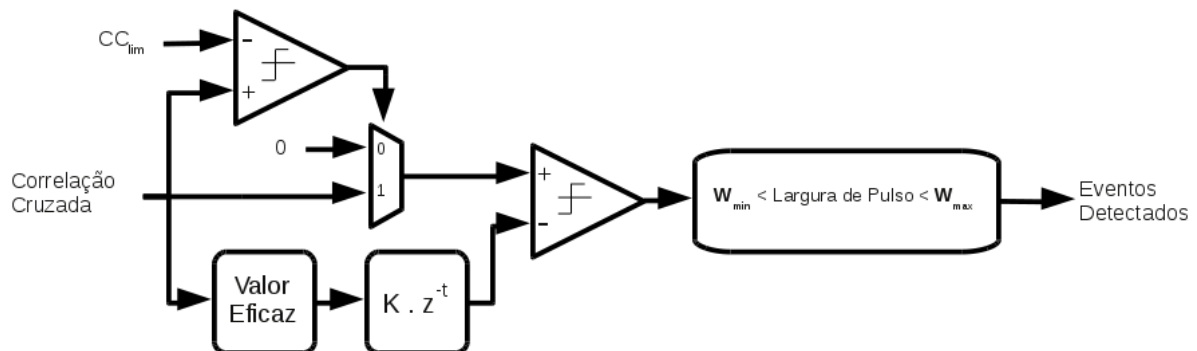 CC_lim
-
+
0
0
1
Correlação
Cruzada
+
-
W_min < Largura de Pulso < W_max
Eventos
Detectados
Valor
Eficaz
K . z^-t